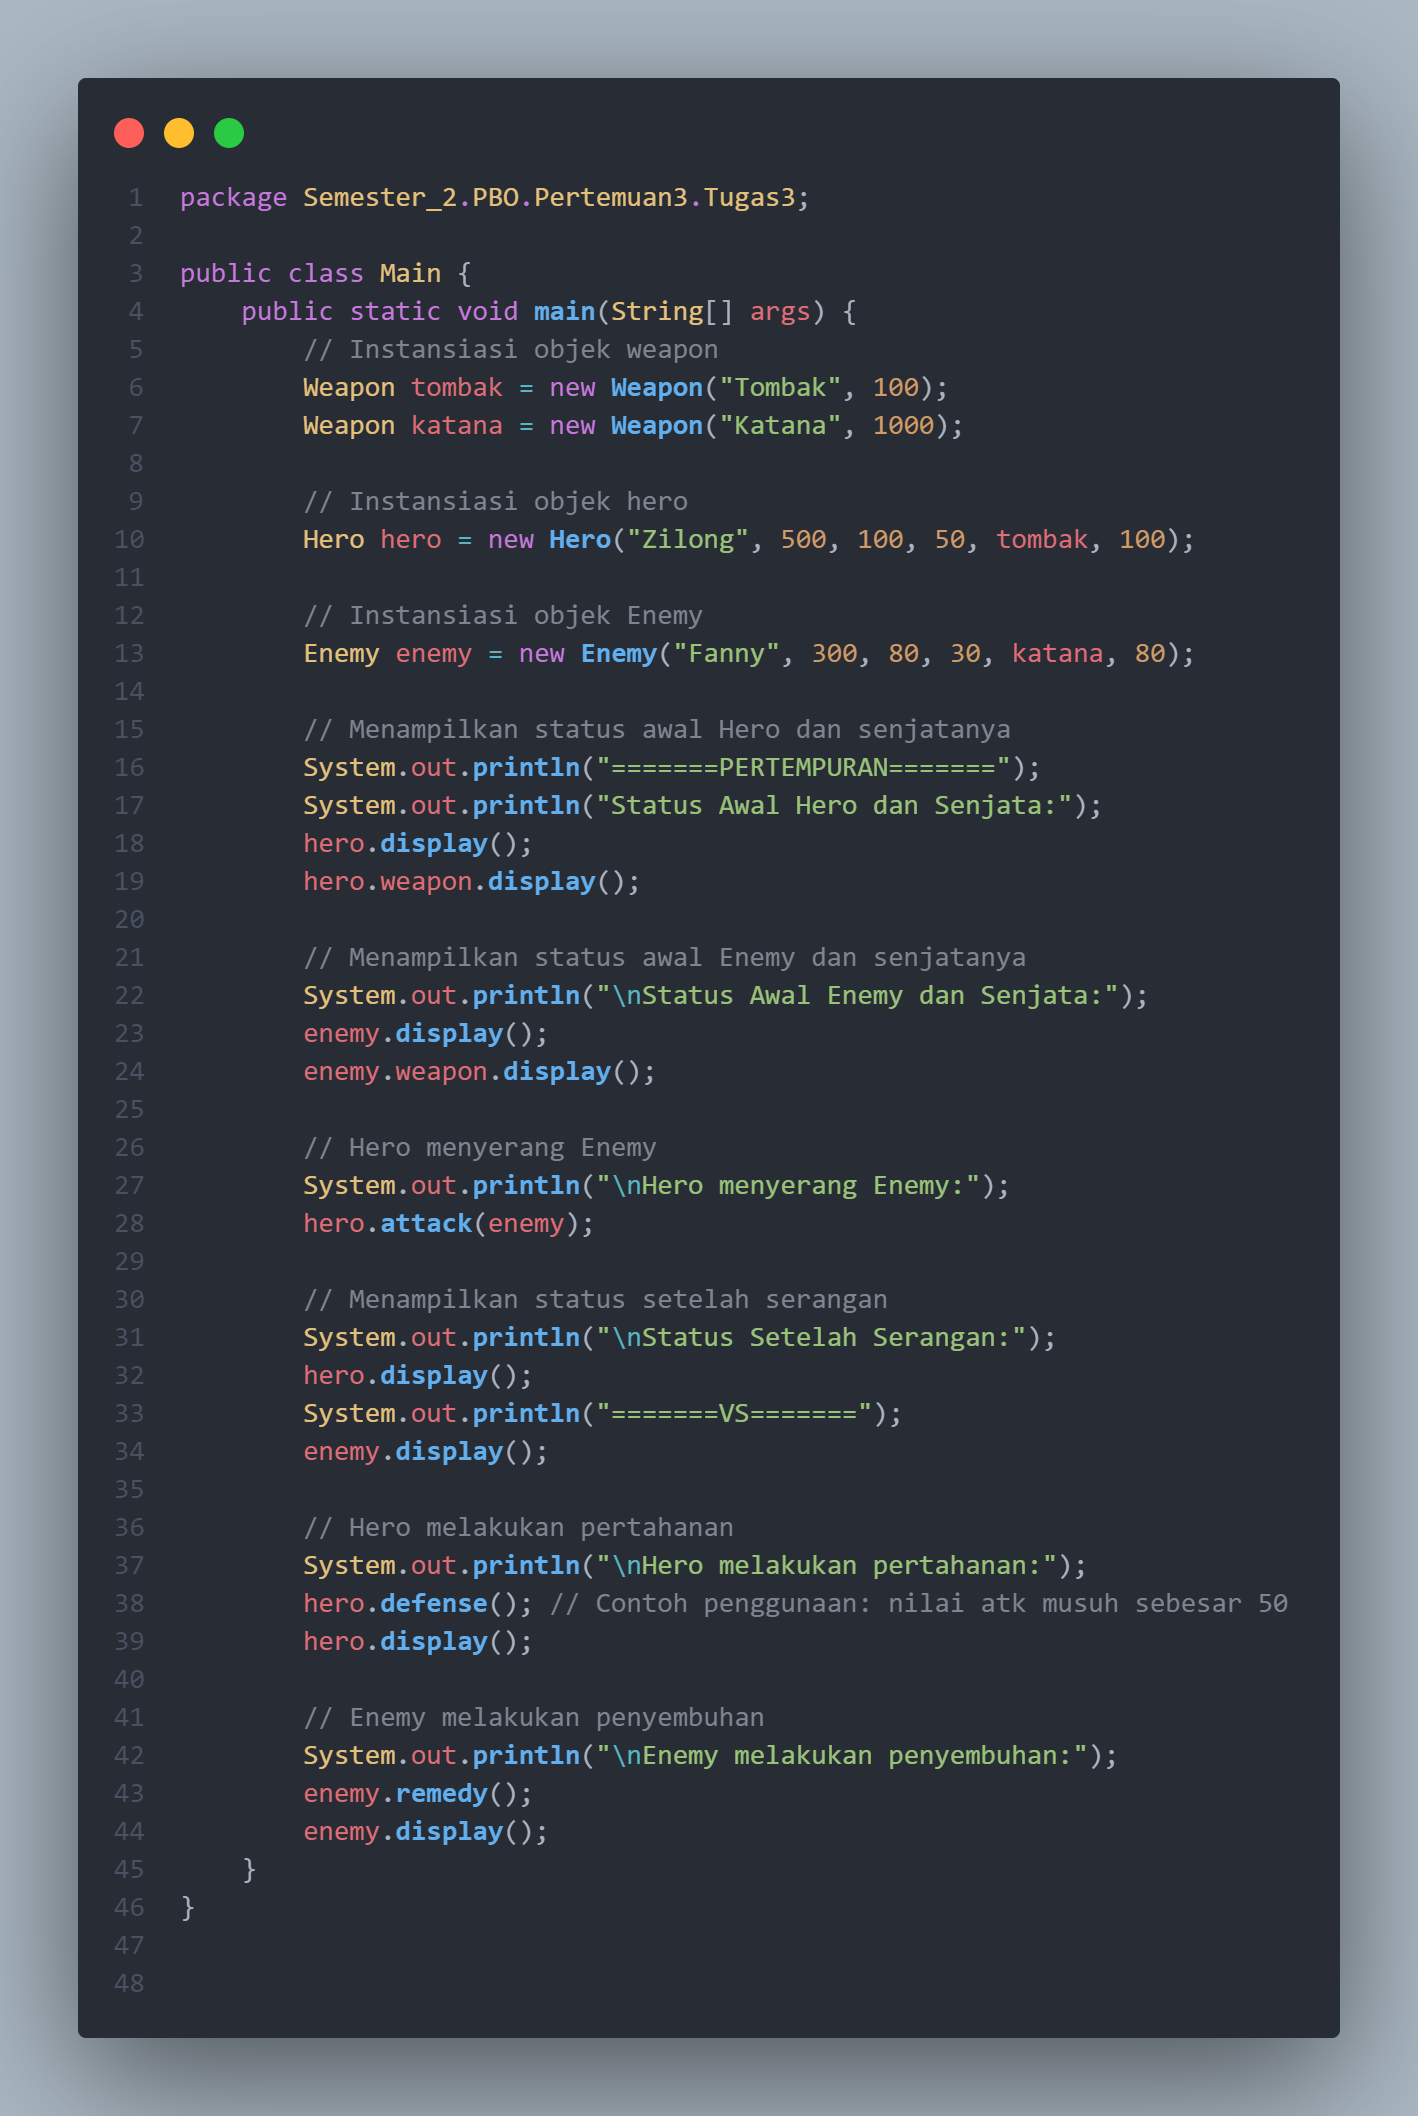 1 package Semester_2.PBO.Pertemuan3.Tugas3;
2
3 public class Main {
4     public static void main(String[] args) {
5         // Instansiasi objek weapon
6         Weapon tombak = new Weapon("Tombak", 100);
7         Weapon katana = new Weapon("Katana", 1000);
8
9         // Instansiasi objek hero
10         Hero hero = new Hero("Zilong", 500, 100, 50, tombak, 100);
11
12         // Instansiasi objek Enemy
13         Enemy enemy = new Enemy("Fanny", 300, 80, 30, katana, 80);
14
15         // Menampilkan status awal Hero dan senjatanya
16         System.out.println("=======PERTEMPURAN=======");
17         System.out.println("Status Awal Hero dan Senjata:");
18         hero.display();
19         hero.weapon.display();
20
21         // Menampilkan status awal Enemy dan senjatanya
22         System.out.println("\nStatus Awal Enemy dan Senjata:");
23         enemy.display();
24         enemy.weapon.display();
25
26         // Hero menyerang Enemy
27         System.out.println("\nHero menyerang Enemy:");
28         hero.attack(enemy);
29
30         // Menampilkan status setelah serangan
31         System.out.println("\nStatus Setelah Serangan:");
32         hero.display();
33         System.out.println("=======VS=======");
34         enemy.display();
35
36         // Hero melakukan pertahanan
37         System.out.println("\nHero melakukan pertahanan:");
38         hero.defense(); // Contoh penggunaan: nilai atk musuh sebesar 50
39         hero.display();
40
41         // Enemy melakukan penyembuhan
42         System.out.println("\nEnemy melakukan penyembuhan:");
43         enemy.remedy();
44         enemy.display();
45     }
46 }
47
48